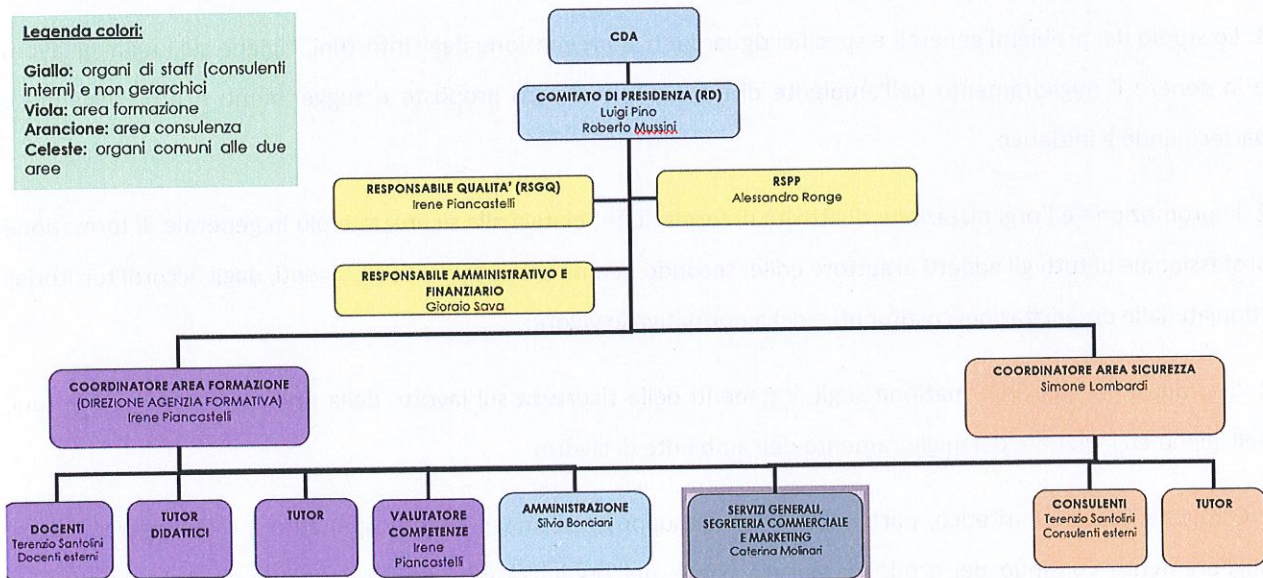 Legenda colori:
Giallo: organi di staff (consulenti
interni) e non gerarchici
Viola: area formazione
Arancione: area consulenza
Celeste: organi comuni alle due
aree
CDA
COMITATO DI PRESIDENZA (RD)
Luigi Pino
Roberto Mussini
RESPONSABILE QUALITA' (RSGQ)
Irene Piancastelli
RSPP
Alessandro Ronge
RESPONSABILE AMMINISTRATIVO E
FINANZIARIO
Gioraio Sava
COORDINATORE AREA FORMAZIONE
(DIREZIONE AGENZIA FORMATIVA)
Irene Piancastelli
COORDINATORE AREA SICUREZZA
Simone Lombardi
DOCENTI
Terenzio Santolini
Docenti esterni
TUTOR
DIDATTICI
TUTOR
VALUTATORE
COMPETENZE
Irene
Piancastelli
AMMINISTRAZIONE
Silvia Bonciani
SERVIZI GENERALI,
SEGRETERIA COMMERCIALE
E MARKETING
Caterina Molinari
CONSULENTI
Terenzio Santolini
Consulenti esterni
TUTOR